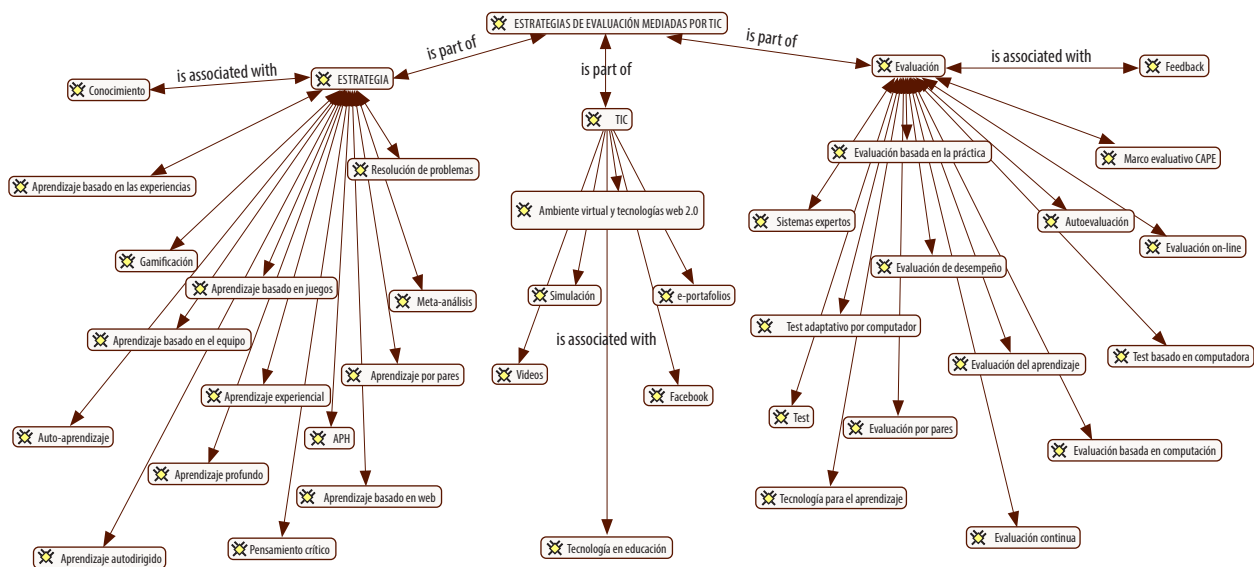 ESTRATEGIAS DE EVALUACIÓN MEDIADAS POR TIC
is part of
is part of
is part of
is associated with
is associated with
Conocimiento
ESTRATEGIA
Evaluación
Feedback
TIC
Resolución de problemas
Evaluación basada en la práctica
Marco evaluativo CAPE
Aprendizaje basado en las experiencias
Ambiente virtual y tecnologías web 2.0
Sistemas expertos
Autoevaluación
Evaluación on-line
Gamificación
Aprendizaje basado en juegos
Meta-análisis
Simulación
e-portafolios
Evaluación de desempeño
is associated with
Aprendizaje basado en el equipo
Test adaptativo por computador
Test basado en computadora
Aprendizaje por pares
Videos
Evaluación del aprendizaje
Aprendizaje experiencial
Facebook
Auto-aprendizaje
APH
Test
Evaluación por pares
Evaluación basada en computación
Aprendizaje profundo
Aprendizaje basado en web
Tecnología para el aprendizaje
Aprendizaje autodirigido
Pensamiento crítico
Tecnología en educación
Evaluación continua